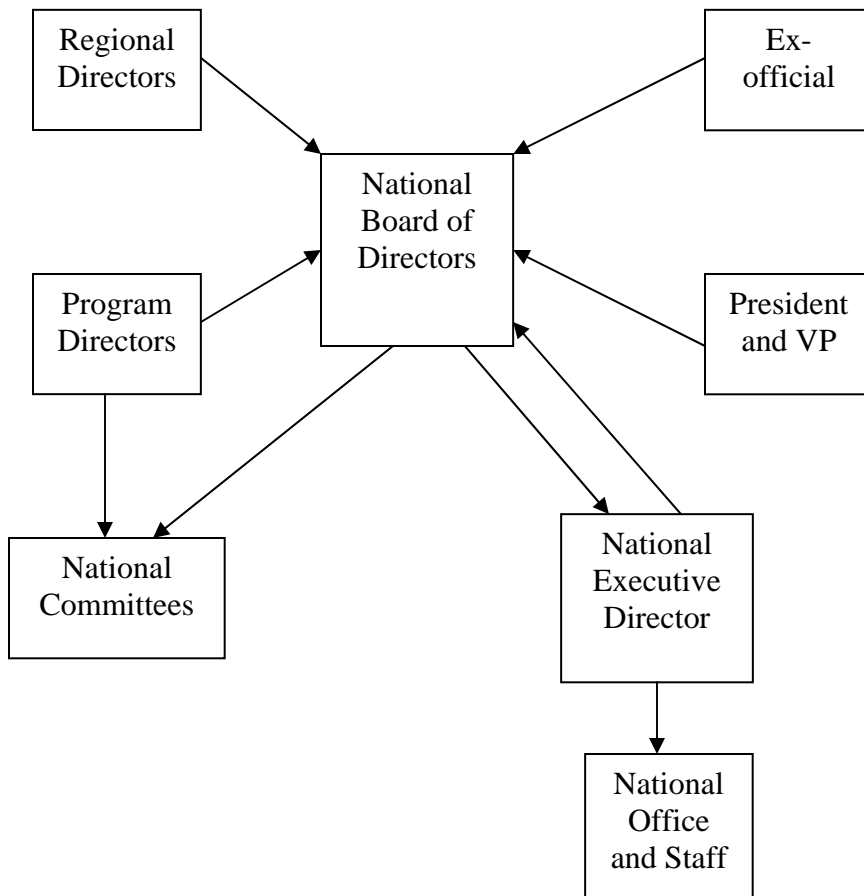 Regional
Directors
Ex-
official
National
Board of
Directors
Program
Directors
President
and VP
National
Committees
National
Executive
Director
National
Office
and Staff